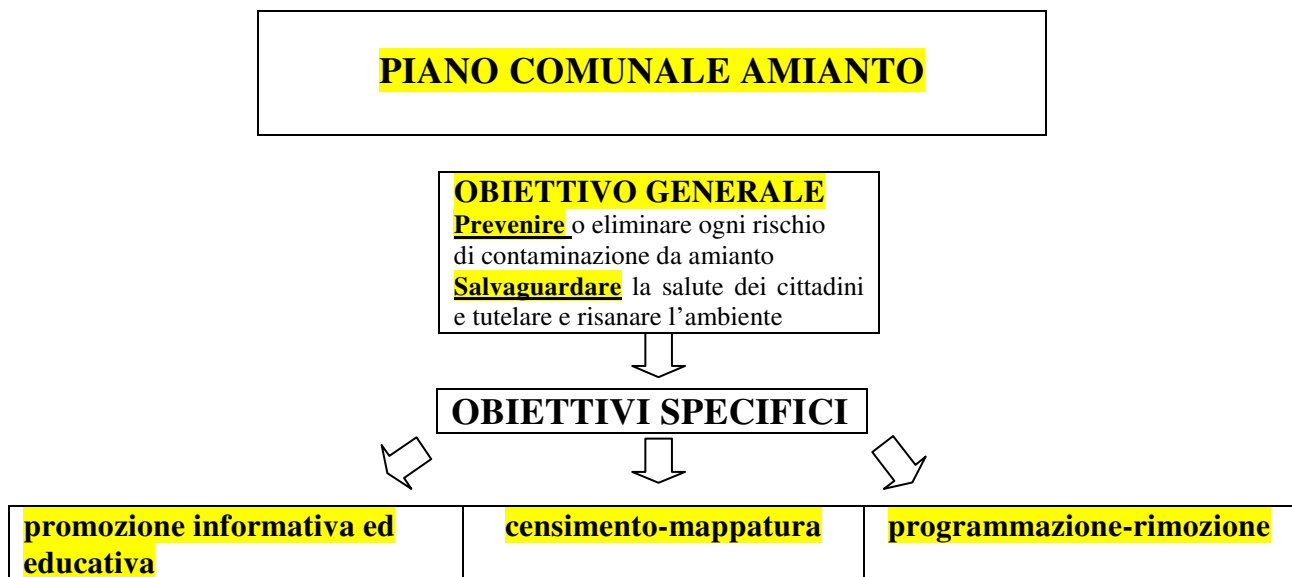 PIANO COMUNALE AMIANTO
OBIETTIVO GENERALE
Prevenire o eliminare ogni rischio
di contaminazione da amianto
Salvaguardare la salute dei cittadini
e tutelare e risanare l’ambiente
OBIETTIVI SPECIFICI
promozione informativa ed
educativa
censimento-mappatura
programmazione-rimozione